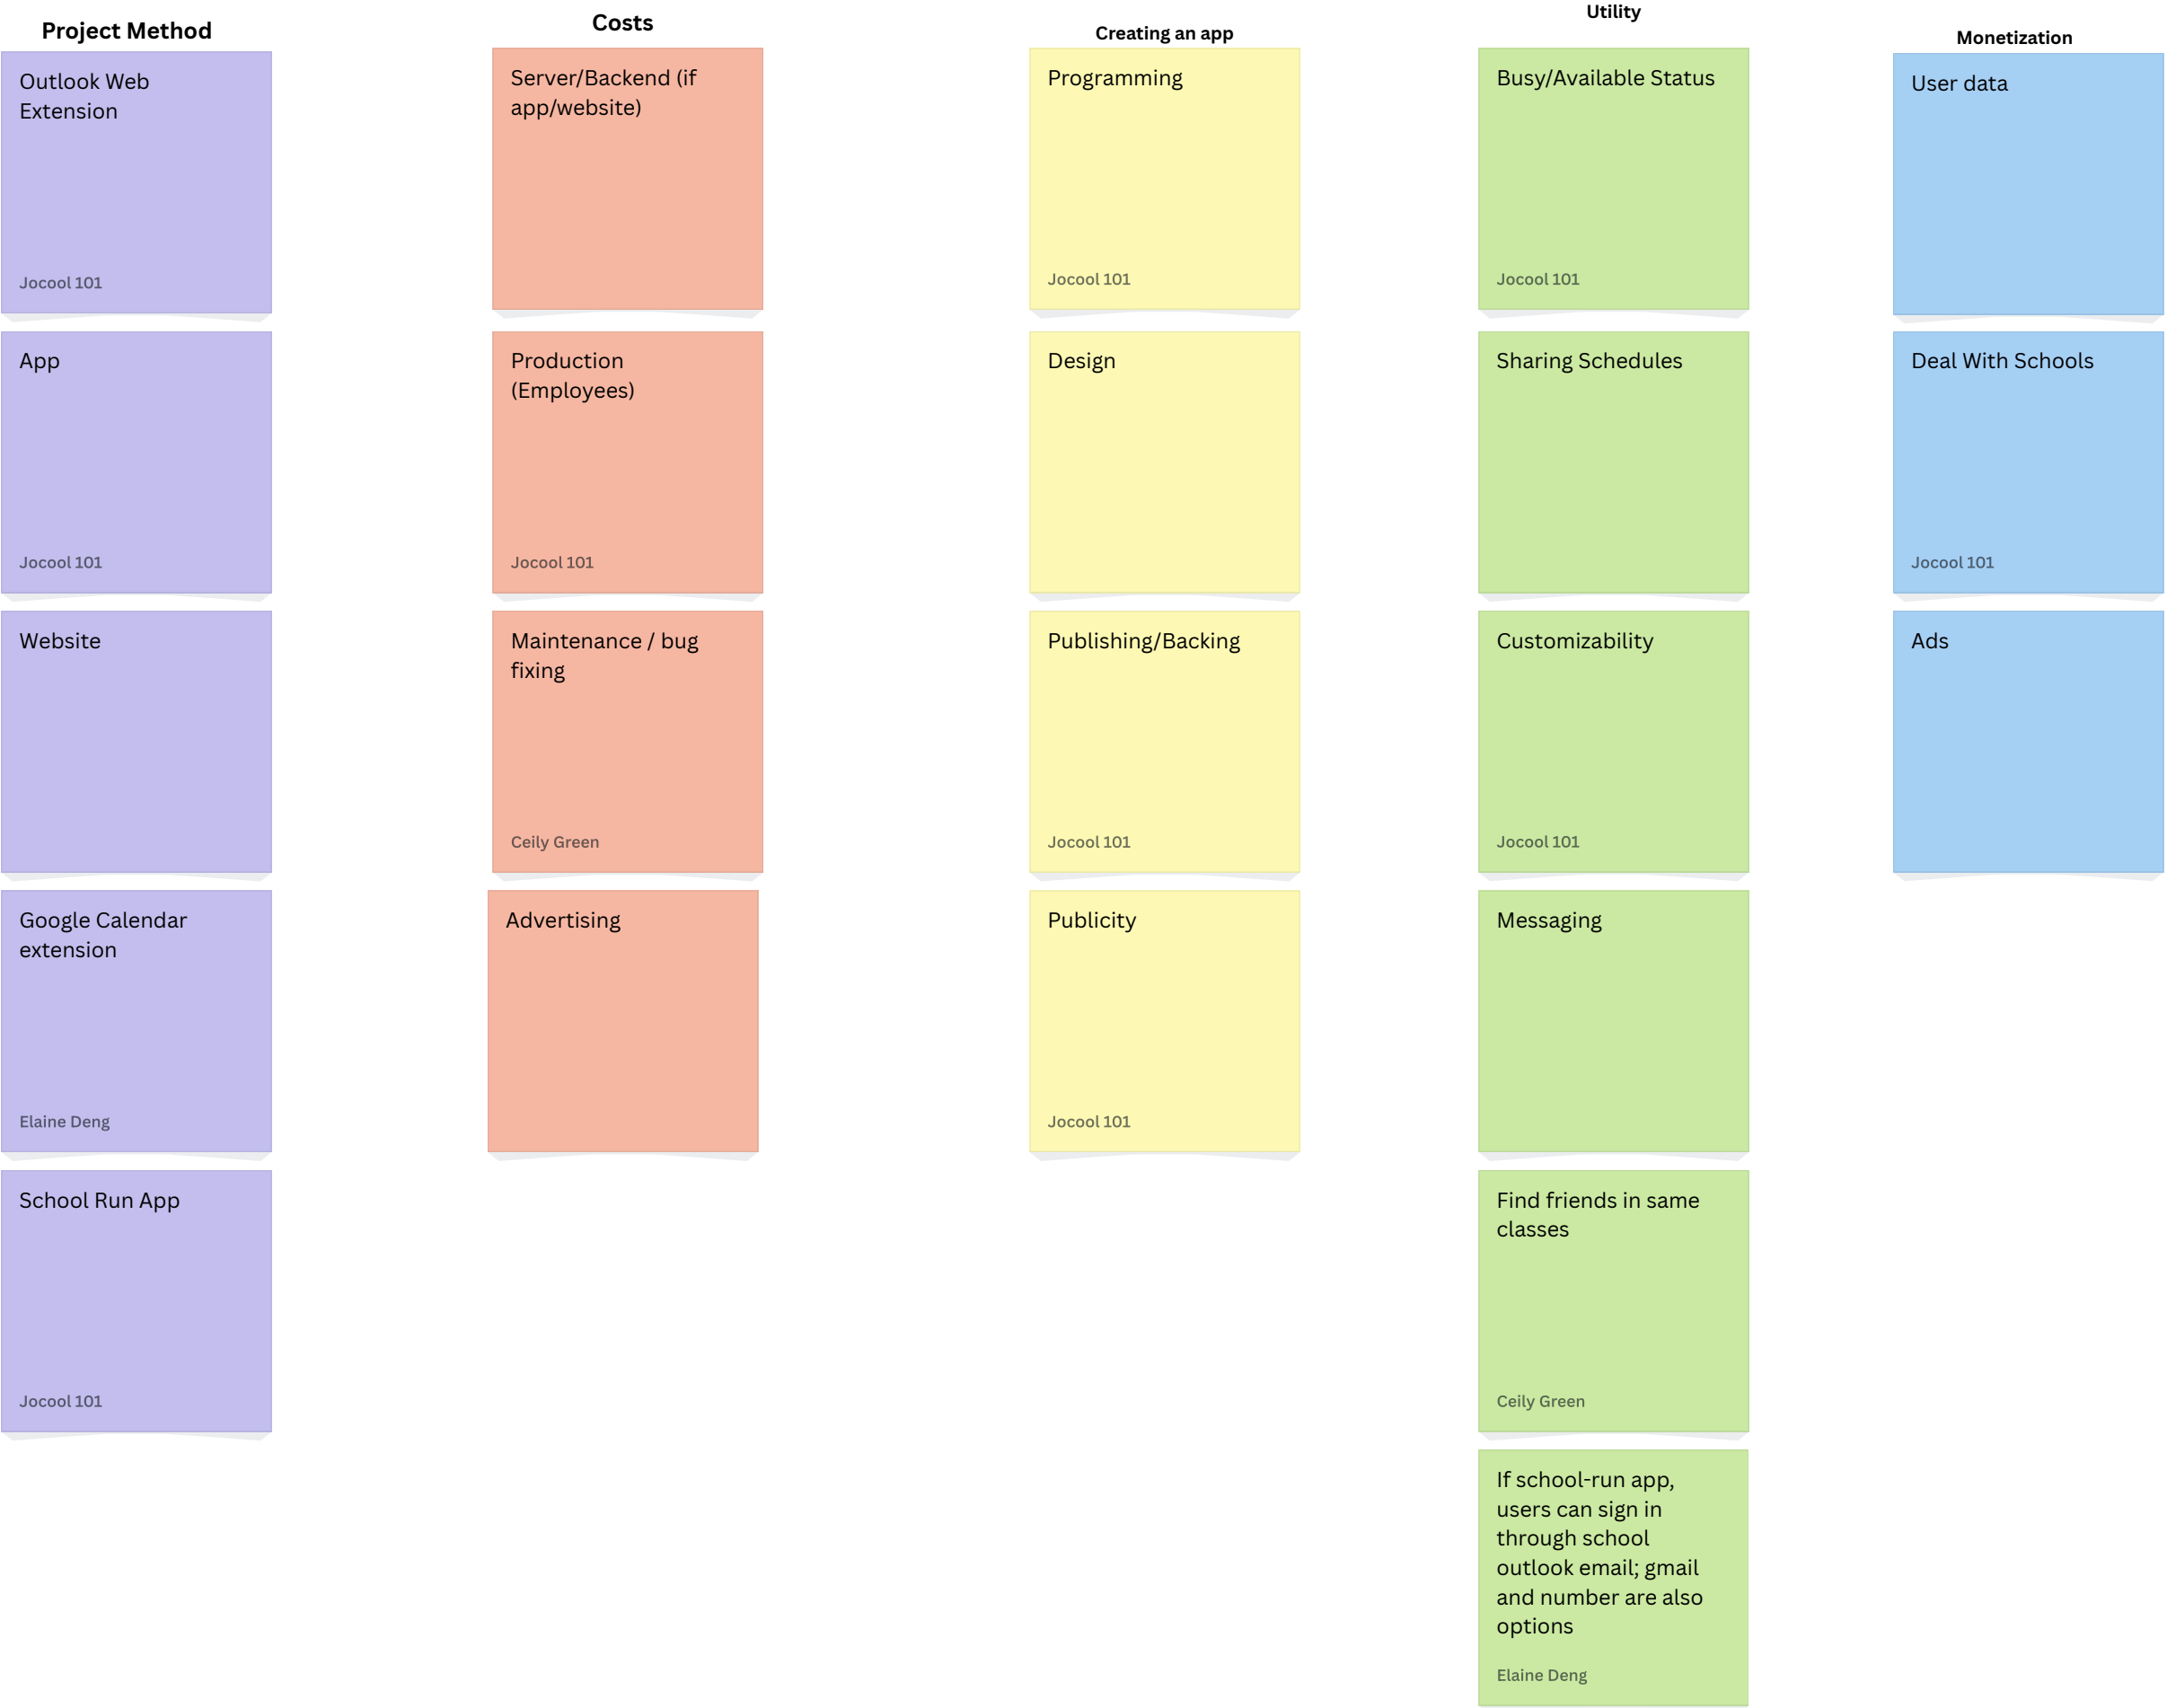 Project Method
Outlook Web
Extension
Jocool 101
App
Jocool 101
Website
Google Calendar
extension
Elaine Deng
School Run App
Jocool 101
Costs
Server/Backend (if
app/website)
Production
(Employees)
Jocool 101
Maintenance / bug
fixing
Ceily Green
Advertising
Creating an app
Programming
Jocool 101
Design
Publishing/Backing
Jocool 101
Publicity
Jocool 101
Utility
Busy/Available Status
Jocool 101
Sharing Schedules
Customizability
Jocool 101
Messaging
Find friends in same
classes
Ceily Green
If school-run app,
users can sign in
through school
outlook email; gmail
and number are also
options
Elaine Deng
Monetization
User data
Deal With Schools
Jocool 101
Ads